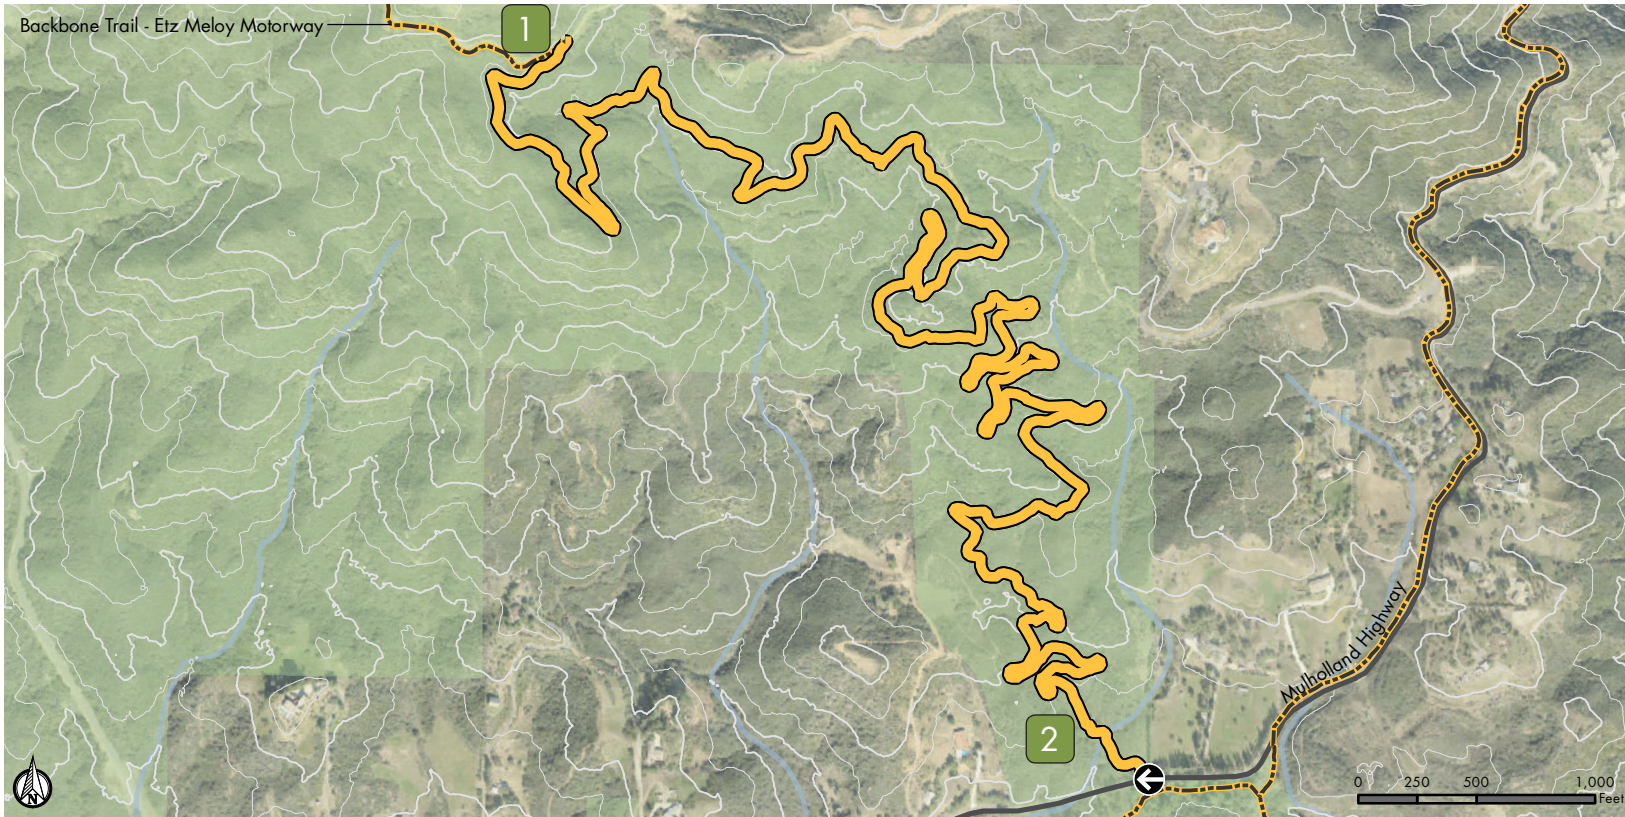 Backbone Trail - Etz Meloy Motorway
1
Mulholland Highway
2
N
0 250 500 1,000
Feet